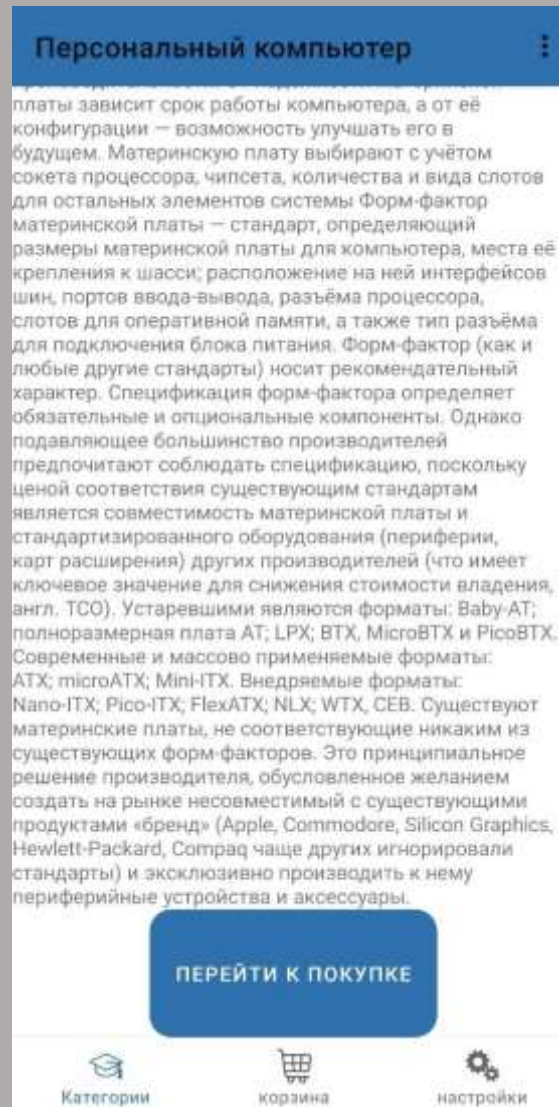 Персональный компьютер
платы зависит срок работы компьютера, а от её
конфигурации — возможность улучшать его в
будущем. Материнскую плату выбирают с учётом
сокета процессора, чипсета, количества и вида слотов
для остальных элементов системы Форм-фактор
материнской платы — стандарт, определяющий
размеры материнской платы для компьютера, места её
крепления к шасси; расположение на ней интерфейсов
шин, портов ввода-вывода, разъёма процессора,
слотов для оперативной памяти, а также тип разъёма
для подключения блока питания. Форм-фактор (как и
любые другие стандарты) носит рекомендательный
характер. Спецификация форм-фактора определяет
обязательные и опциональные компоненты. Однако
подавляющее большинство производителей
предпочитают соблюдать спецификацию, поскольку
ценой соответствия существующим стандартам
является совместимость материнской платы и
стандартизированного оборудования (периферии,
карт расширения) других производителей (что имеет
ключевое значение для снижения стоимости владения,
англ. TCO). Устаревшими являются форматы: Baby-AT;
полноразмерная плата AT; LPX; BTX, MicroBTX и PicoBTX.
Современные и массово применяемые форматы:
ATX; microATX; Mini-ITX. Внедряемые форматы:
Nano-ITX; Pico-ITX; FlexATX; NLX; WTX, CEB. Существуют
материнские платы, не соответствующие никаким из
существующих форм-факторов. Это принципиальное
решение производителя, обусловленное желанием
создать на рынке несовместимый с существующими
продуктами «бренд» (Apple, Commodore, Silicon Graphics,
Hewlett-Packard, Compaq чаще других игнорировали
стандарты) и эксклюзивно производить к нему
периферийные устройства и аксессуары.
ПЕРЕЙТИ К ПОКУПКЕ
Категории корзина настройки